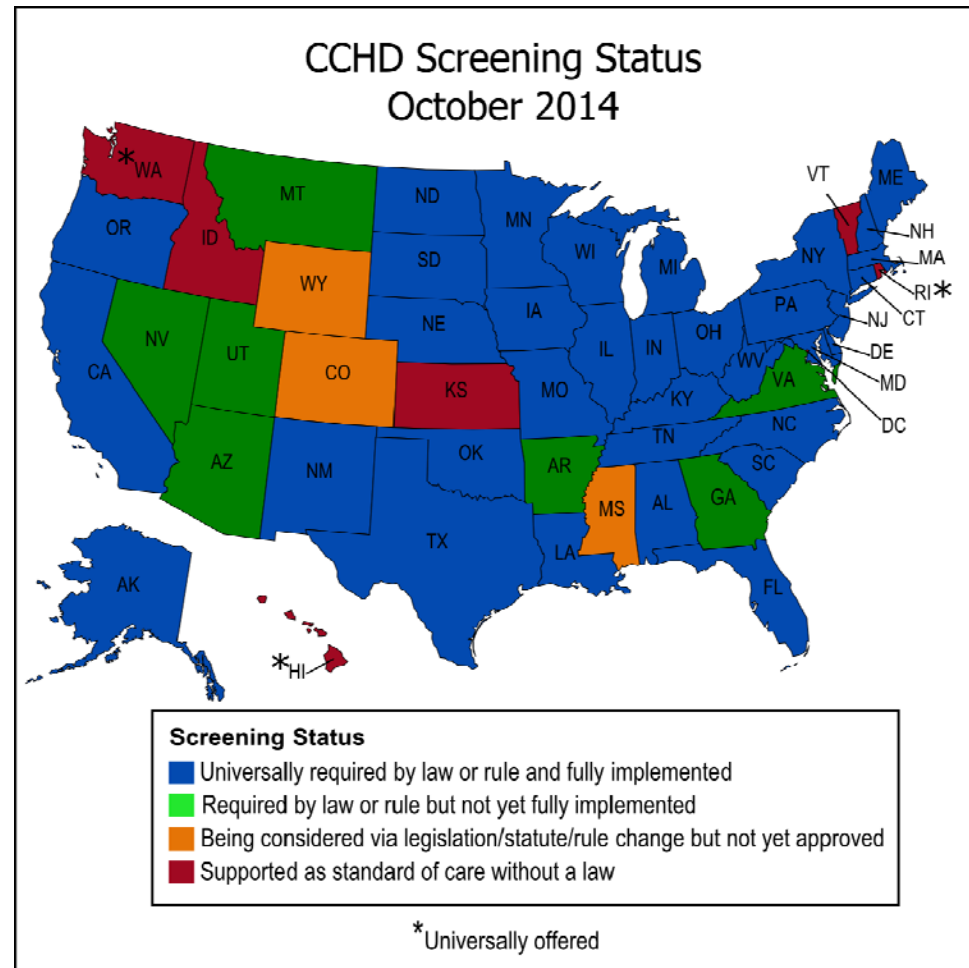 CCHD Screening Status
October 2014
*WA
MT
ND
MN
VT
ME
OR
ID
SD
WI
MI
NY
NH
MA
RI*
WY
NE
IA
PA
NJ
CT
NV
UT
CO
IL
IN
OH
WV
DE
MD
CA
KS
MO
KY
VA
DC
AZ
NM
OK
AR
TN
NC
SC
TX
LA
MS
AL
GA
FL
AK
*HI
Screening Status
Universally required by law or rule and fully implemented
Required by law or rule but not yet fully implemented
Being considered via legislation/statute/rule change but not yet approved
Supported as standard of care without a law
*Universally offered